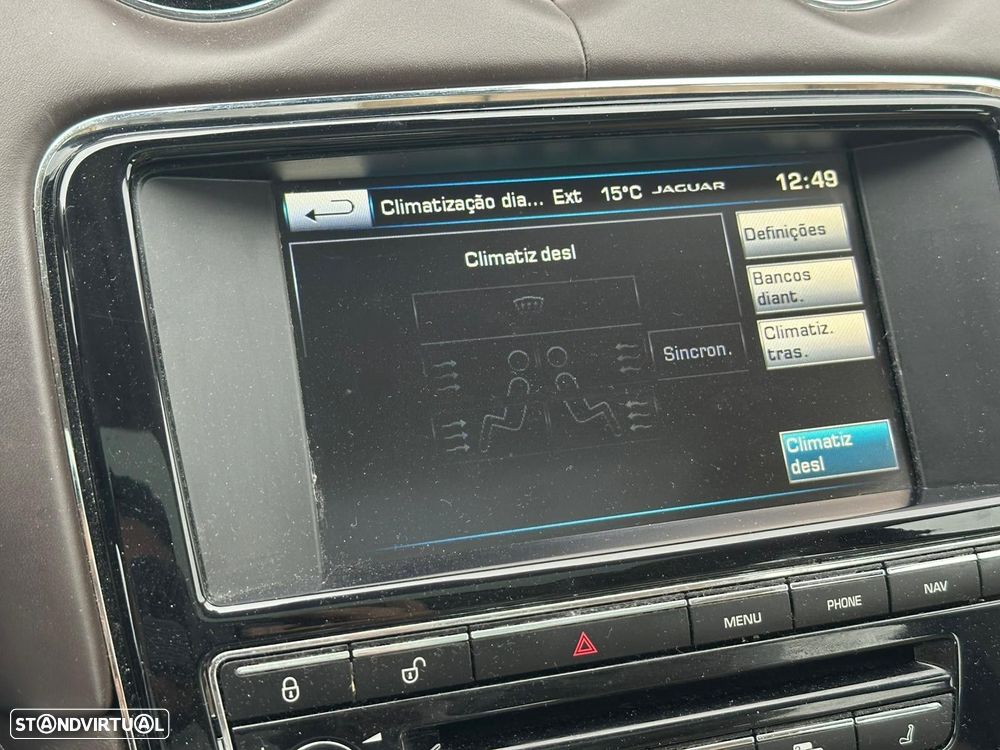 Climatização dia... Ext 15°C JAGUAR 12:49
Climatiz desl
Definições
Bancos
diant.
Climatiz.
tras.
Sincron.
Climatiz
desl
MENU
PHONE
NAV
STANDVIRTUAL